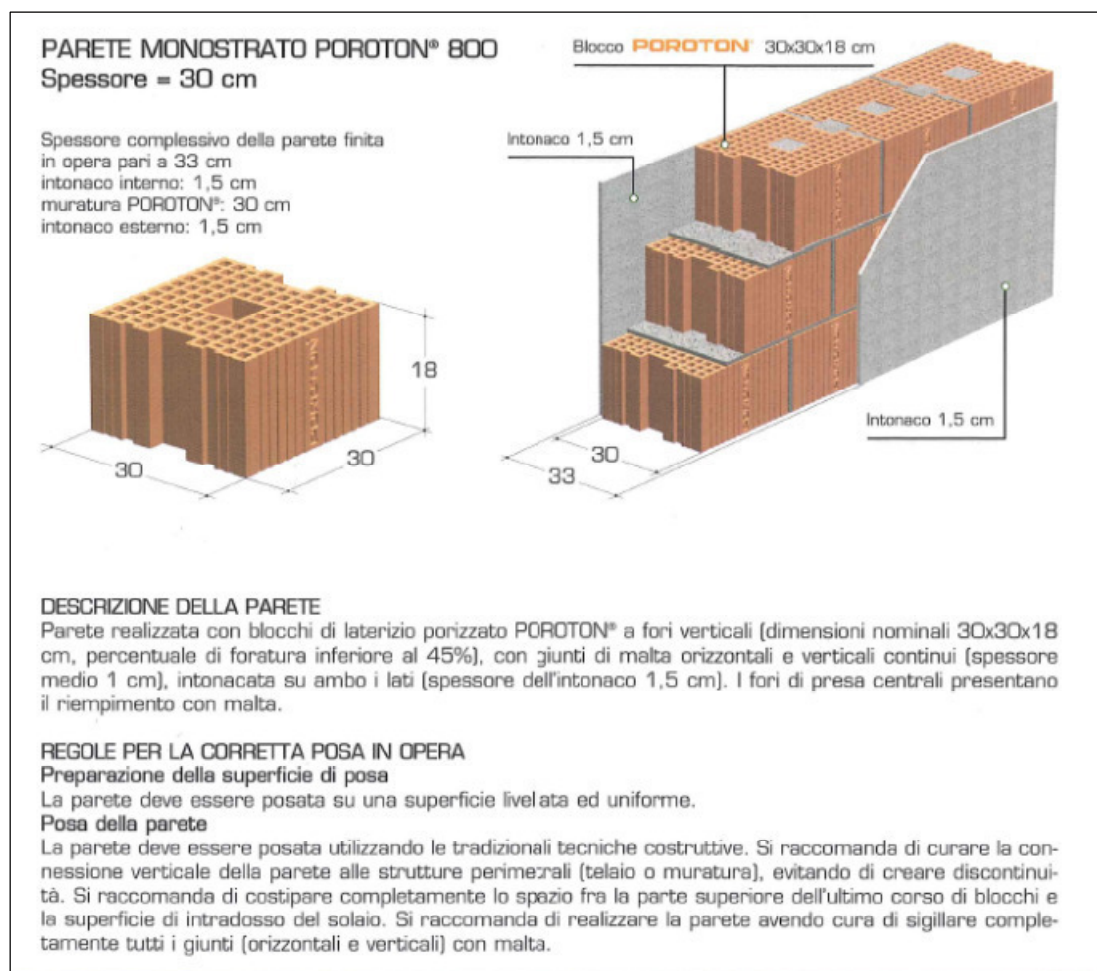 PARETE MONOSTRATO POROTON® 800
Spessore = 30 cm
Spessore complessivo della parete finita
in opera pari a 33 cm
intonaco interno: 1,5 cm
muratura POROTON®: 30 cm
intonaco esterno: 1,5 cm
18
30
30
Blocco POROTON® 30x30x18 cm
Intonaco 1,5 cm
Intonaco 1,5 cm
30
33
DESCRIZIONE DELLA PARETE
Parete realizzata con blocchi di laterizio porizzato POROTON® a fori verticali (dimensioni nominali 30x30x18
cm, percentuale di foratura inferiore al 45%), con giunti di malta orizzontali e verticali continui (spessore
medio 1 cm), intonacata su ambo i lati (spessore dell'intonaco 1,5 cm). I fori di presa centrali presentano
il riempimento con malta.
REGOLE PER LA CORRETTA POSA IN OPERA
Preparazione della superficie di posa
La parete deve essere posata su una superficie livellata ed uniforme.
Posa della parete
La parete deve essere posata utilizzando le tradizionali tecniche costruttive. Si raccomanda di curare la con-
nessione verticale della parete alle strutture perimetrali (telaio o muratura), evitando di creare discontinui-
tà. Si raccomanda di costipare completamente lo spazio fra la parte superiore dell'ultimo corso di blocchi e
la superficie di intradosso del solaio. Si raccomanda di realizzare la parete avendo cura di sigillare comple-
tamente tutti i giunti (orizzontali e verticali) con malta.